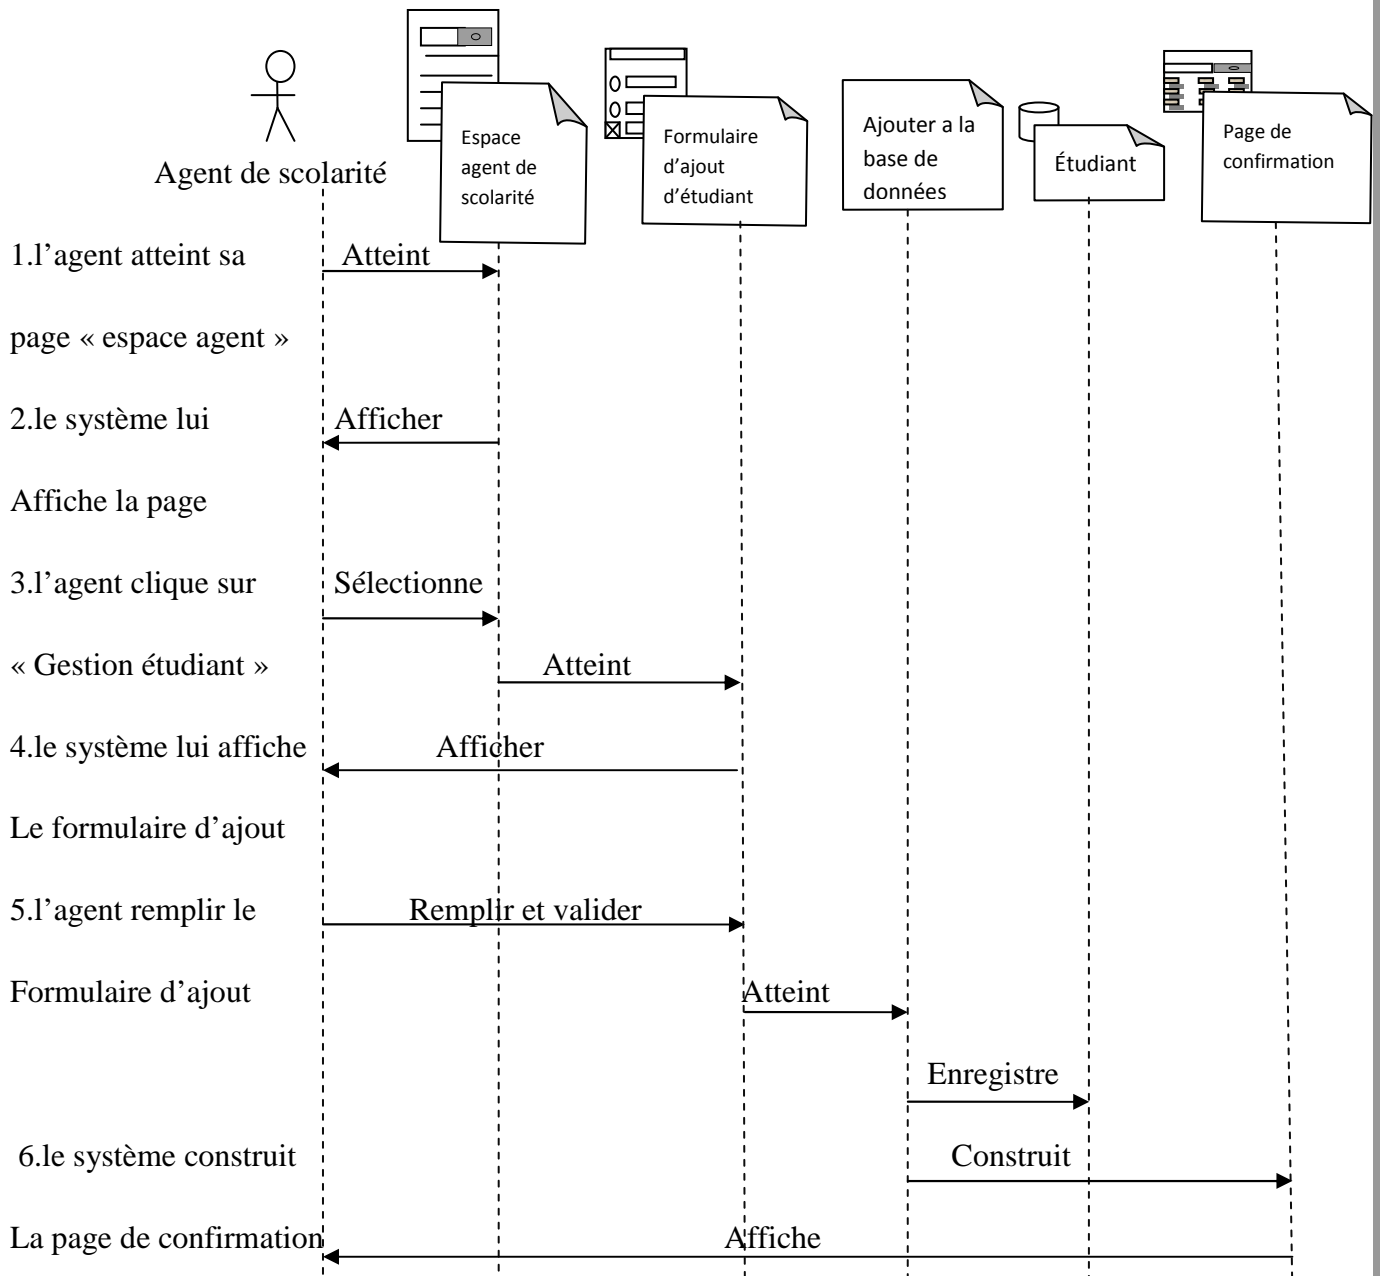 Espace
agent de
scolarité
Formulaire
d’ajout
d’étudiant
Ajouter a la
base de
données
Étudiant
Page de
confirmation
Agent de scolarité
1.l’agent atteint sa
Atteint
page « espace agent »
2.le système lui
Afficher
Affiche la page
3.l’agent clique sur
Sélectionne
« Gestion étudiant »
Atteint
4.le système lui affiche
Afficher
Le formulaire d’ajout
5.l’agent remplir le
Remplir et valider
Formulaire d’ajout
Atteint
Enregistre
6.le système construit
Construit
La page de confirmation
Affiche